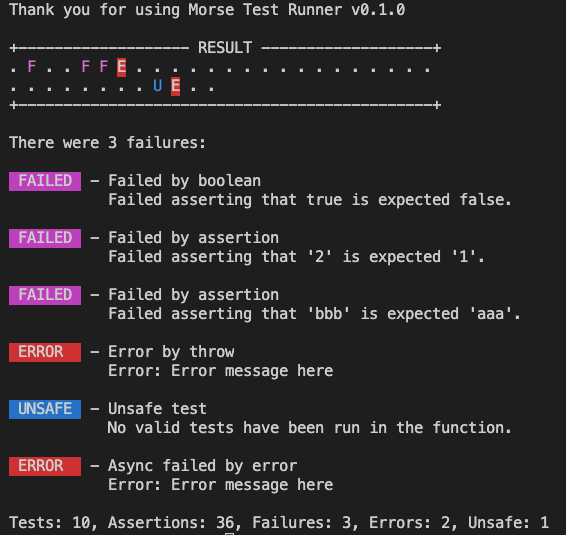 Thank you for using Morse Test Runner v0.1.0
+------------------- RESULT -------------------+
. F . . F F E . . . . . . . . . . . . . . . . .
. . . . . . . . U E . .
+----------------------------------------------+
There were 3 failures:
FAILED - Failed by boolean
Failed asserting that true is expected false.
FAILED - Failed by assertion
Failed asserting that '2' is expected '1'.
FAILED - Failed by assertion
Failed asserting that 'bbb' is expected 'aaa'.
ERROR - Error by throw
Error: Error message here
UNSAFE - Unsafe test
No valid tests have been run in the function.
ERROR - Async failed by error
Error: Error message here
Tests: 10, Assertions: 36, Failures: 3, Errors: 2, Unsafe: 1